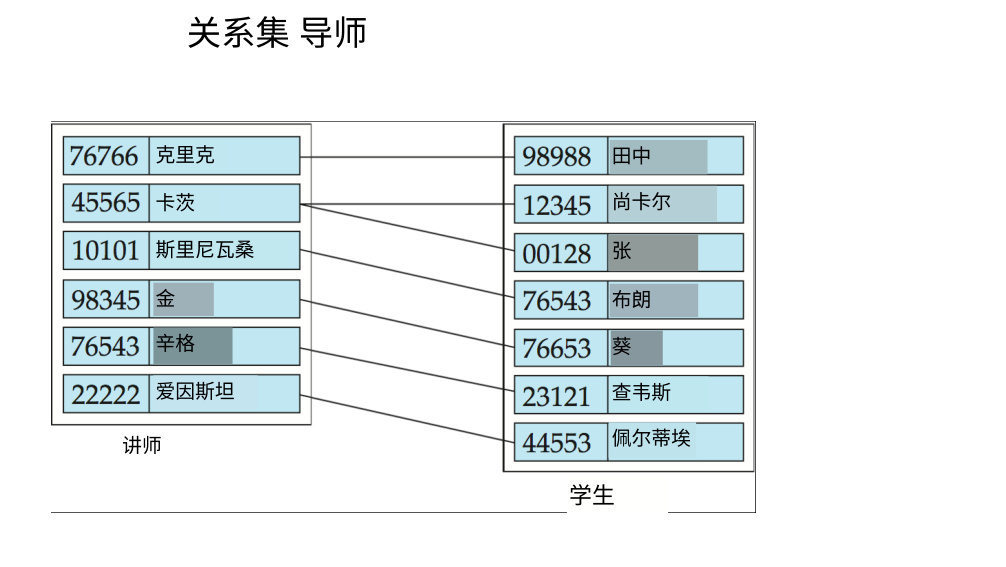 关系集 导师
76766 克里克
45565 卡茨
10101 斯里尼瓦桑
98345 金
76543 辛格
22222 爱因斯坦
讲师
98988 田中
12345 尚卡尔
00128 张
76543 布朗
76653 葵
23121 查韦斯
44553 佩尔蒂埃
学生